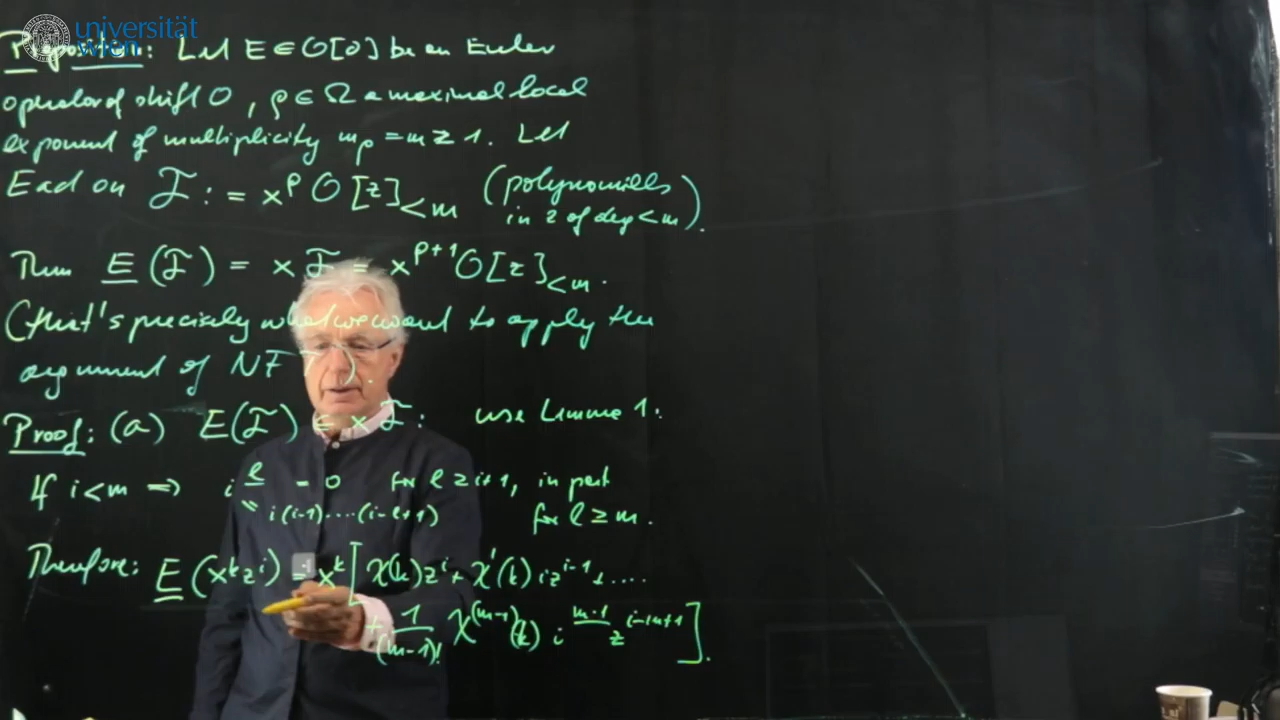 universität
wien
Proposition: Let E ∈ O[∂] be an Euler
operator of shift 0, ρ ∈ Ω a maximal local
exponent of multiplicity m_ρ = m ≥ 1. Let
E act on F := x^ρ O[z]_{<m} (polynomials
in z of deg < m).
Then E(F) = xF = x^{ρ+1} O[z]_{<m}.
(that's precisely what we want to apply the
argument of NFT).
Proof: (a) E(F) ⊆ xF: use Lemma 1:
If i < m ⇒ i^ℓ = 0 for ℓ ≥ i+1, in part
" i(i-1)....(i-ℓ+1) for ℓ ≥ m.
Therefore: E(x^k z^i) = x^k [χ(k)z^i + χ'(k) i z^{i-1} + ....
+ 1/(m-1)! χ^{(m-1)}(k) i^{m-1} z^{i-m+1}].